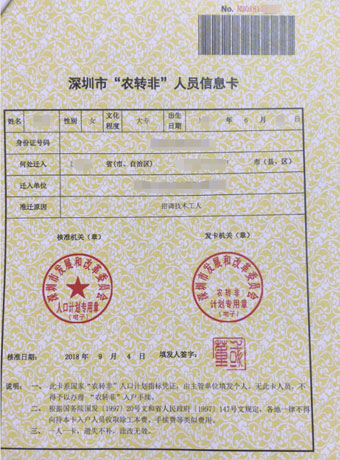 No.
深圳市“农转非”人员信息卡
姓名 性别 女 文化程度 大专 出生日期 年 月 日
身份证号码
何处迁入 省(市、自治区) 市(县、区)
迁入单位
准迁原因 招调技术工人
核准机关(章) 发卡机关(章)
深圳市发展和改革委员会
人口计划专用章
(电子)
深圳市发展和改革委员会
农转非
计划专用章
(电子)
核准日期: 2018 年 9 月 4 日 填发人签字:
说明: 一、此卡系国家“农转非”人口计划指标凭证,由主管单位填发个人,无此卡人员,不
得予以办理“农转非”入户手续。
二、根据国务院国发〔1997〕20号文和省人民政府〔1997〕147号文规定,各地一律不得
向持本卡入户人员收取除工本费、手续费等类似费用。
三、一人一卡,遗失不补,涂改无效。